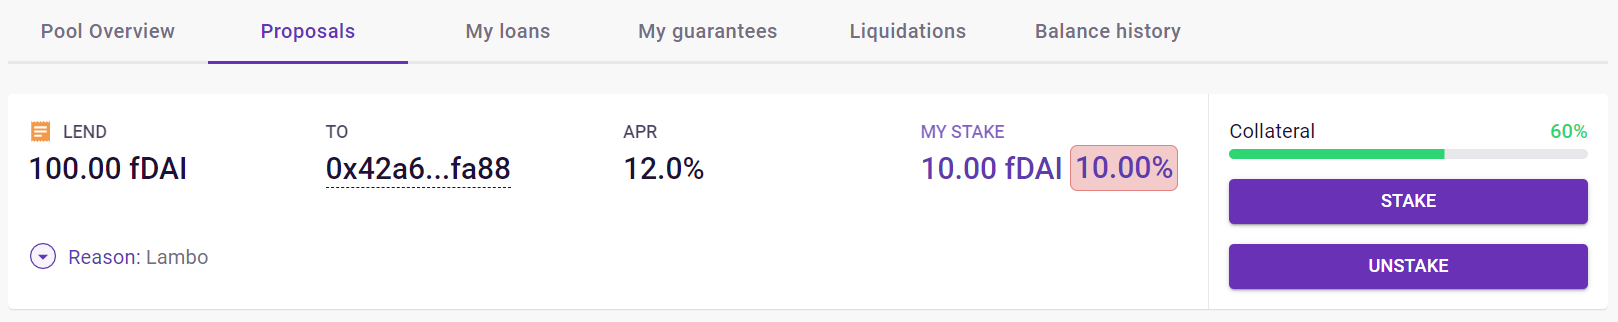 Pool Overview Proposals My loans My guarantees Liquidations Balance history
LEND TO APR MY STAKE
100.00 fDAI 0x42a6...fa88 12.0% 10.00 fDAI 10.00%
Reason: Lambo
Collateral 60%
STAKE
UNSTAKE